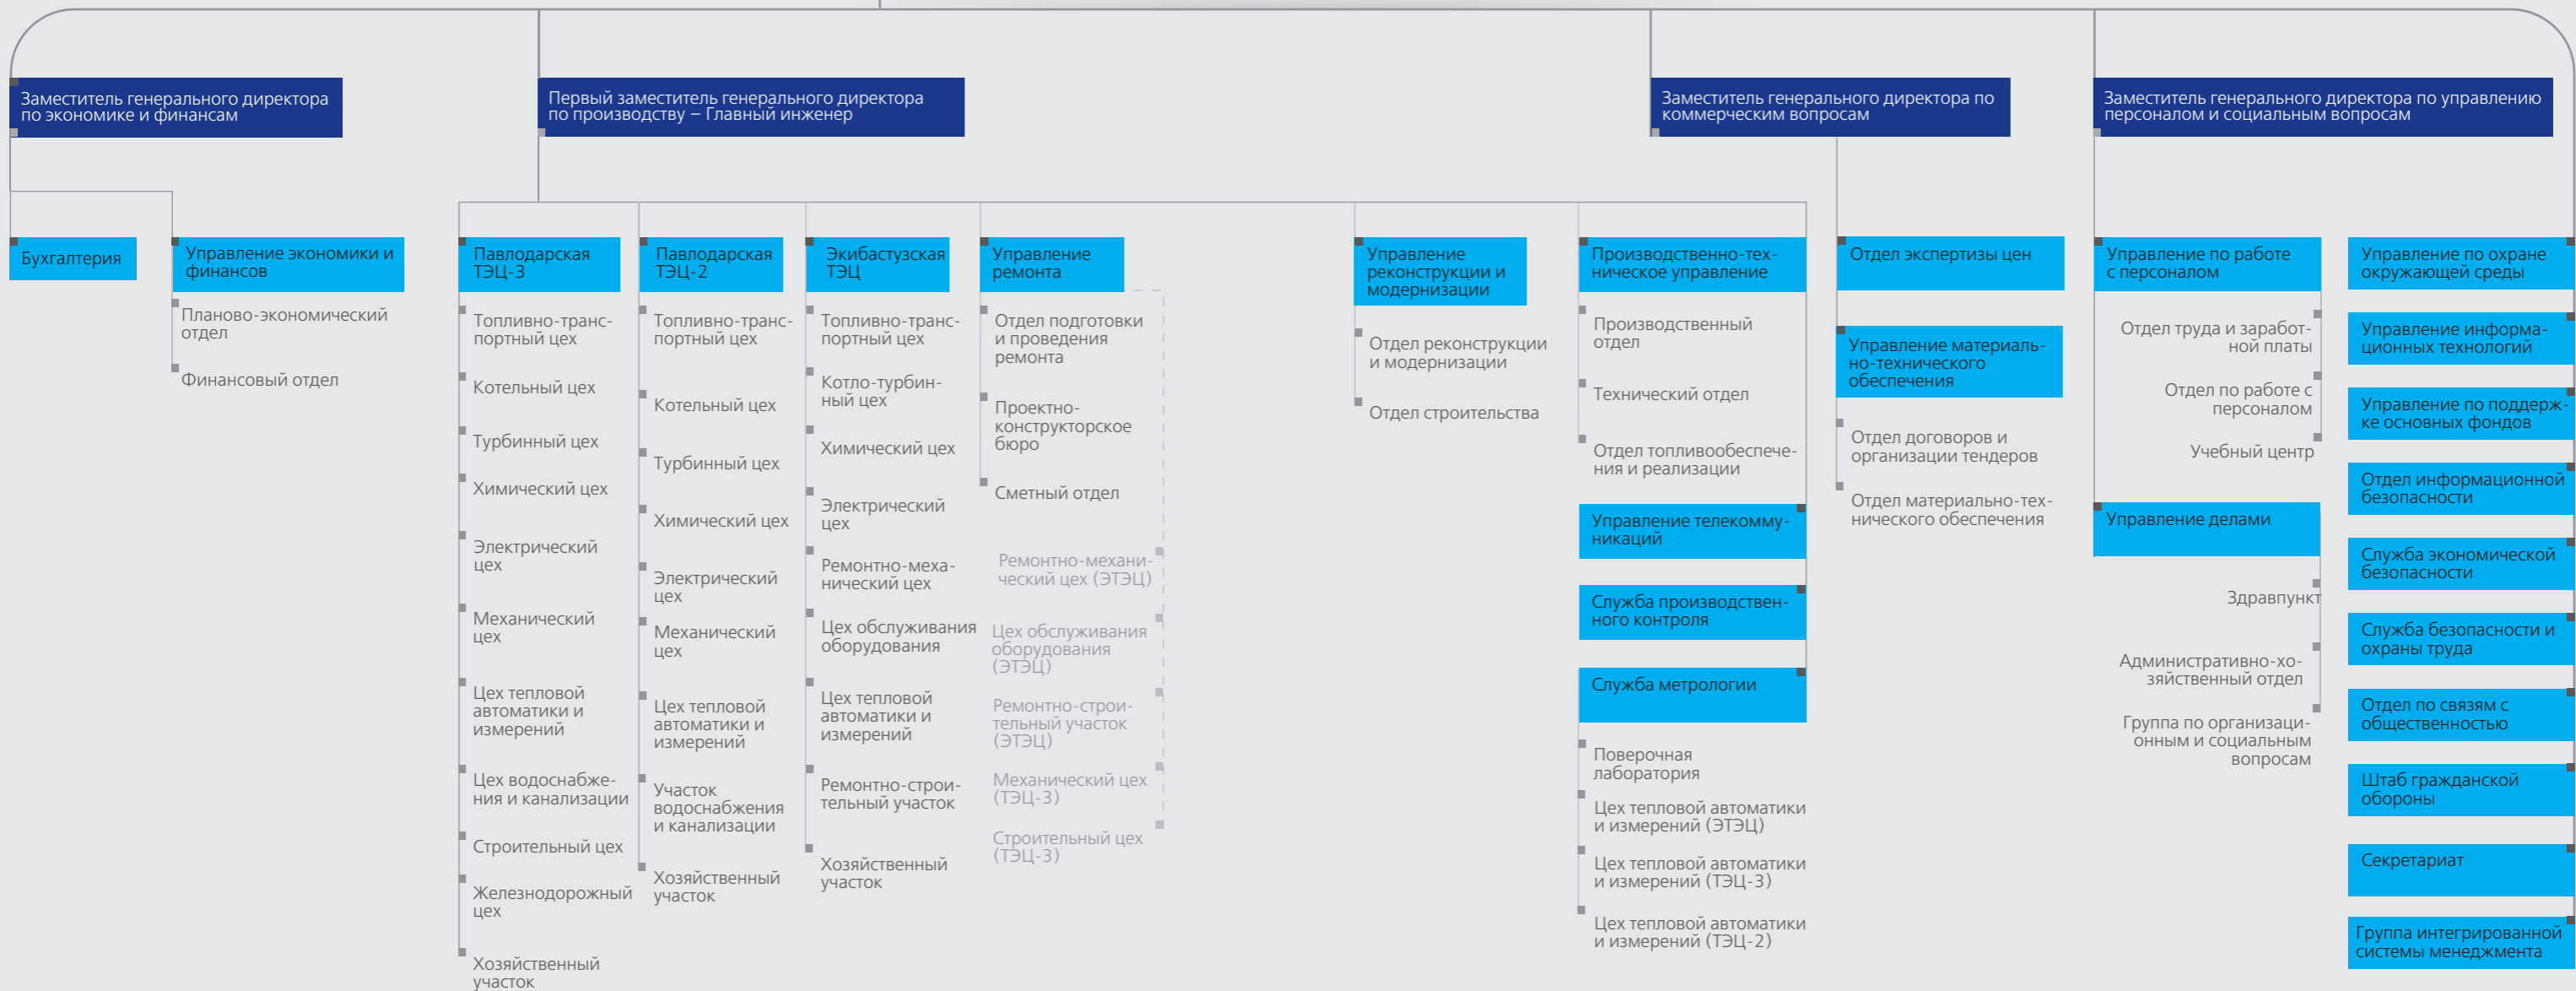 Заместитель генерального директора
по экономике и финансам
Первый заместитель генерального директора
по производству – Главный инженер
Заместитель генерального директора по
коммерческим вопросам
Заместитель генерального директора по управлению
персоналом и социальным вопросам
Бухгалтерия
Управление экономики и
финансов
Планово-экономический
отдел
Финансовый отдел
Павлодарская
ТЭЦ-3
Топливно-транс-
портный цех
Котельный цех
Турбинный цех
Химический цех
Электрический
цех
Механический
цех
Цех тепловой
автоматики и
измерений
Цех водоснабже-
ния и канализации
Строительный цех
Железнодорожный
цех
Хозяйственный
участок
Павлодарская
ТЭЦ-2
Топливно-транс-
портный цех
Котельный цех
Турбинный цех
Химический цех
Электрический
цех
Механический
цех
Цех тепловой
автоматики и
измерений
Участок
водоснабжения
и канализации
Хозяйственный
участок
Экибастузская
ТЭЦ
Топливно-транс-
портный цех
Котло-турбин-
ный цех
Химический цех
Электрический
цех
Ремонтно-меха-
нический цех
Цех обслуживания
оборудования
Цех тепловой
автоматики и
измерений
Ремонтно-строи-
тельный участок
Хозяйственный
участок
Управление
ремонта
Отдел подготовки
и проведения
ремонта
Проектно-
конструкторское
бюро
Сметный отдел
Ремонтно-механи-
ческий цех (ЭТЭЦ)
Цех обслуживания
оборудования
(ЭТЭЦ)
Ремонтно-строи-
тельный участок
(ЭТЭЦ)
Механический цех
(ТЭЦ-3)
Строительный цех
(ТЭЦ-3)
Управление
реконструкции и
модернизации
Отдел реконструкции
и модернизации
Отдел строительства
Производственно-тех-
ническое управление
Производственный
отдел
Технический отдел
Отдел топливообеспече-
ния и реализации
Управление телекомму-
никаций
Служба производствен-
ного контроля
Служба метрологии
Поверочная
лаборатория
Цех тепловой автоматики
и измерений (ЭТЭЦ)
Цех тепловой автоматики
и измерений (ТЭЦ-3)
Цех тепловой автоматики
и измерений (ТЭЦ-2)
Отдел экспертизы цен
Управление материаль-
но-технического
обеспечения
Отдел договоров и
организации тендеров
Отдел материально-тех-
нического обеспечения
Управление по работе
с персоналом
Отдел труда и заработ-
ной платы
Отдел по работе с
персоналом
Учебный центр
Управление делами
Здравпункт
Административно-хо-
зяйственный отдел
Группа по организаци-
онным и социальным
вопросам
Управление по охране
окружающей среды
Управление информа-
ционных технологий
Управление по поддерж-
ке основных фондов
Отдел информационной
безопасности
Служба экономической
безопасности
Служба безопасности и
охраны труда
Отдел по связям с
общественностью
Штаб гражданской
обороны
Секретариат
Группа интегрированной
системы менеджмента